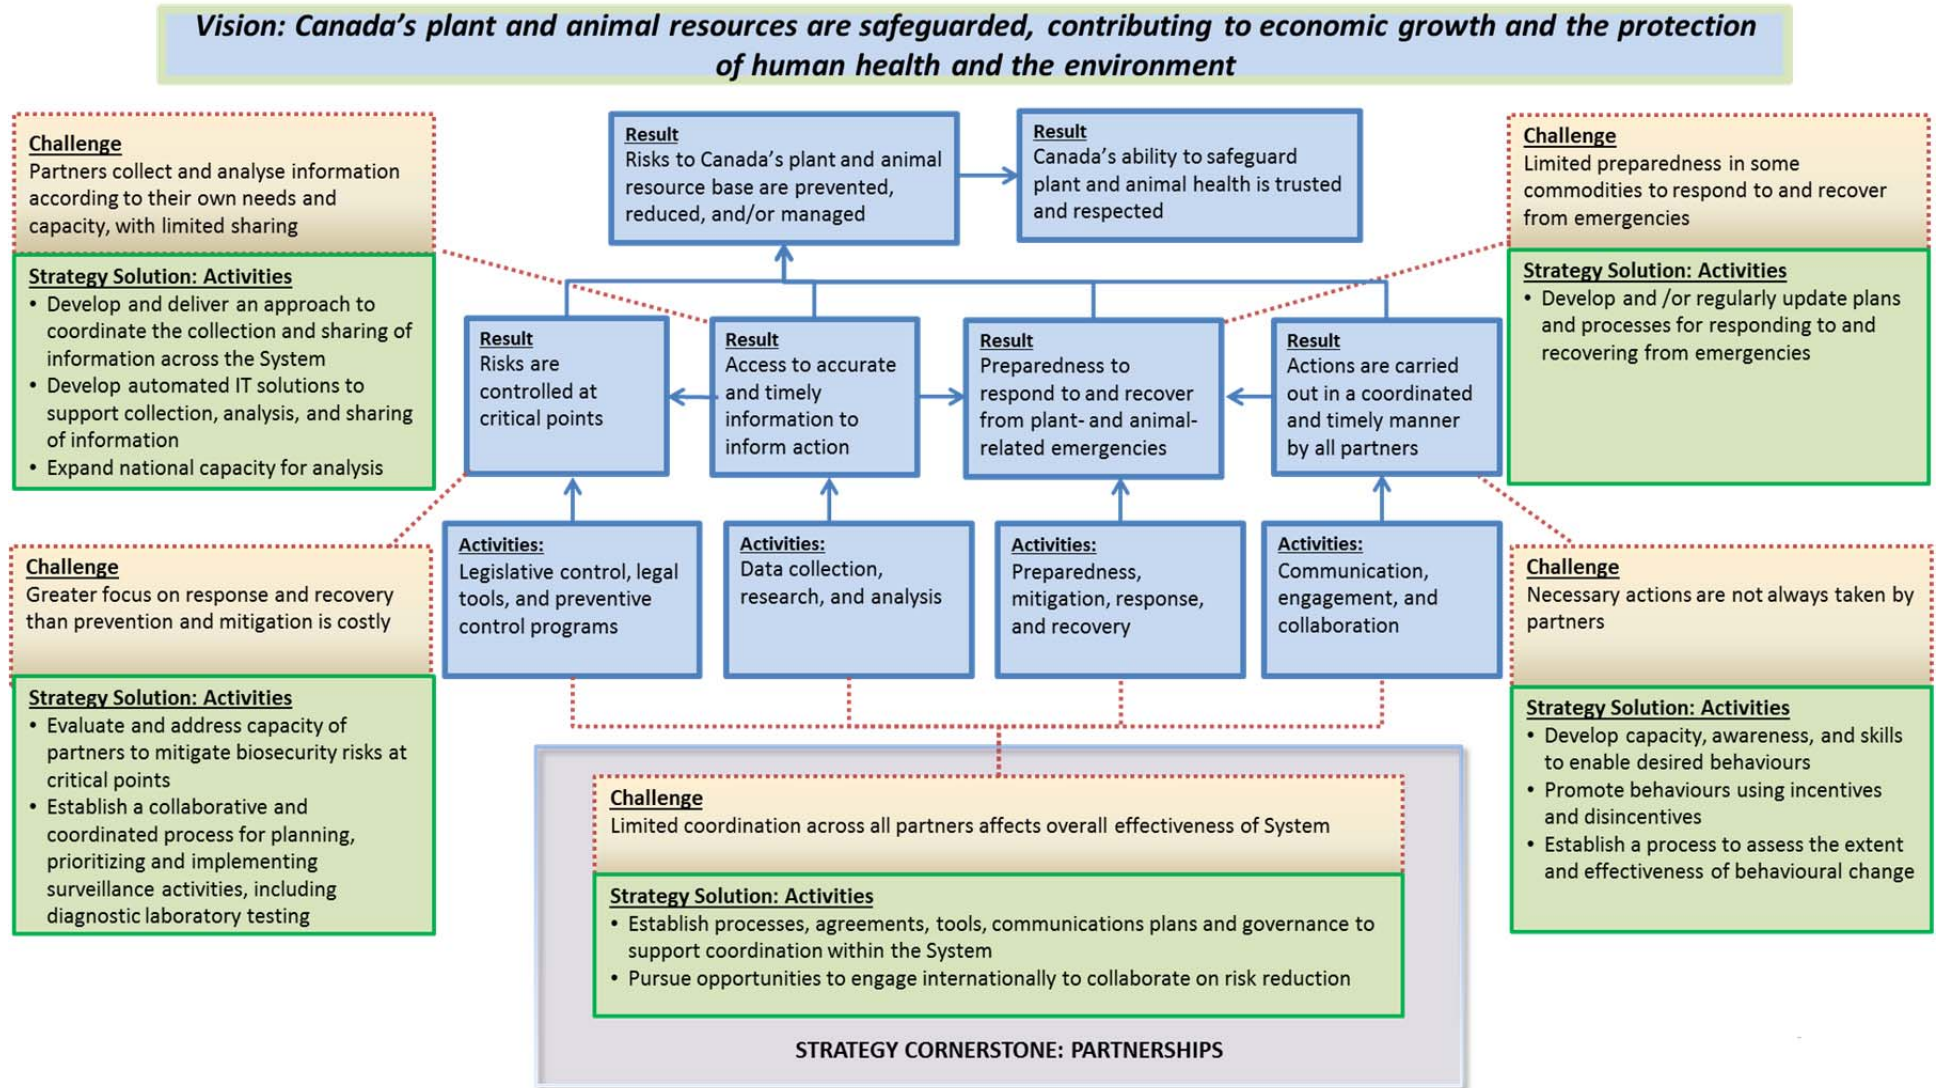 Vision: Canada’s plant and animal resources are safeguarded, contributing to economic growth and the protection
of human health and the environment
Challenge
Partners collect and analyse information
according to their own needs and
capacity, with limited sharing
Strategy Solution: Activities
• Develop and deliver an approach to
coordinate the collection and sharing of
information across the System
• Develop automated IT solutions to
support collection, analysis, and sharing
of information
• Expand national capacity for analysis
Result
Risks to Canada’s plant and animal
resource base are prevented,
reduced, and/or managed
Result
Canada’s ability to safeguard
plant and animal health is trusted
and respected
Challenge
Limited preparedness in some
commodities to respond to and recover
from emergencies
Strategy Solution: Activities
• Develop and /or regularly update plans
and processes for responding to and
recovering from emergencies
Result
Risks are
controlled at
critical points
Result
Access to accurate
and timely
information to
inform action
Result
Preparedness to
respond to and recover
from plant- and animal-
related emergencies
Result
Actions are carried
out in a coordinated
and timely manner
by all partners
Challenge
Greater focus on response and recovery
than prevention and mitigation is costly
Strategy Solution: Activities
• Evaluate and address capacity of
partners to mitigate biosecurity risks at
critical points
• Establish a collaborative and
coordinated process for planning,
prioritizing and implementing
surveillance activities, including
diagnostic laboratory testing
Activities:
Legislative control, legal
tools, and preventive
control programs
Activities:
Data collection,
research, and analysis
Activities:
Preparedness,
mitigation, response,
and recovery
Activities:
Communication,
engagement, and
collaboration
Challenge
Necessary actions are not always taken by
partners
Strategy Solution: Activities
• Develop capacity, awareness, and skills
to enable desired behaviours
• Promote behaviours using incentives
and disincentives
• Establish a process to assess the extent
and effectiveness of behavioural change
Challenge
Limited coordination across all partners affects overall effectiveness of System
Strategy Solution: Activities
• Establish processes, agreements, tools, communications plans and governance to
support coordination within the System
• Pursue opportunities to engage internationally to collaborate on risk reduction
STRATEGY CORNERSTONE: PARTNERSHIPS